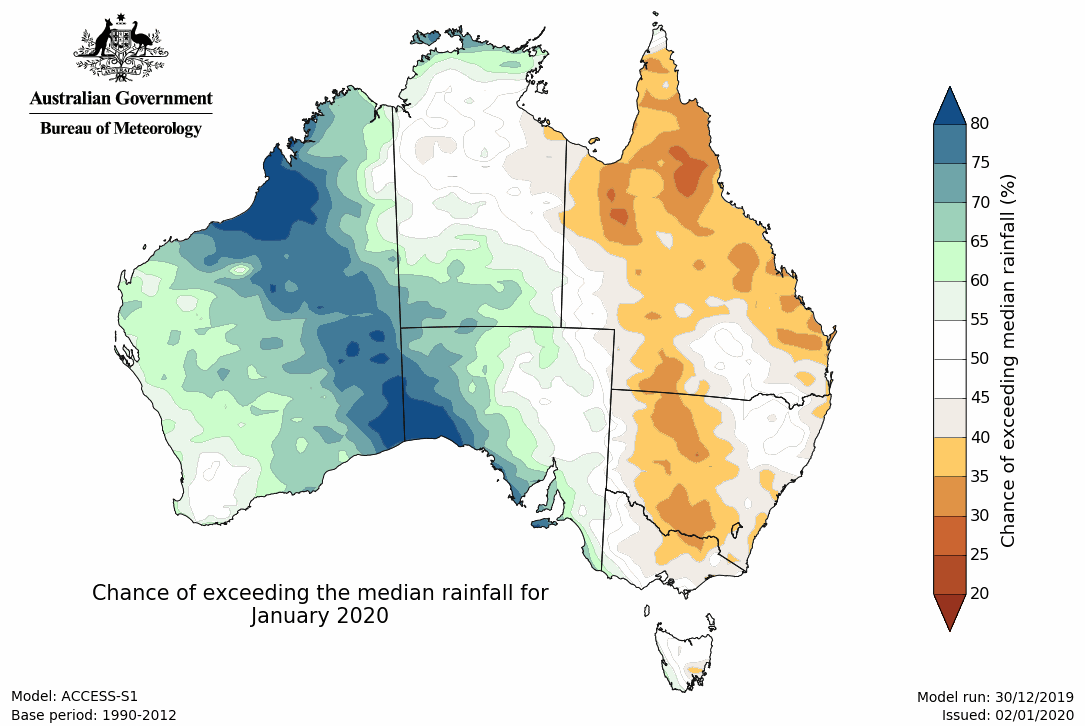 Australian Government
Bureau of Meteorology
80
75
70
65
60
55
50
45
40
35
30
25
20
Chance of exceeding median rainfall (%)
Chance of exceeding the median rainfall for
January 2020
Model: ACCESS-S1
Base period: 1990-2012
Model run: 30/12/2019
Issued: 02/01/2020